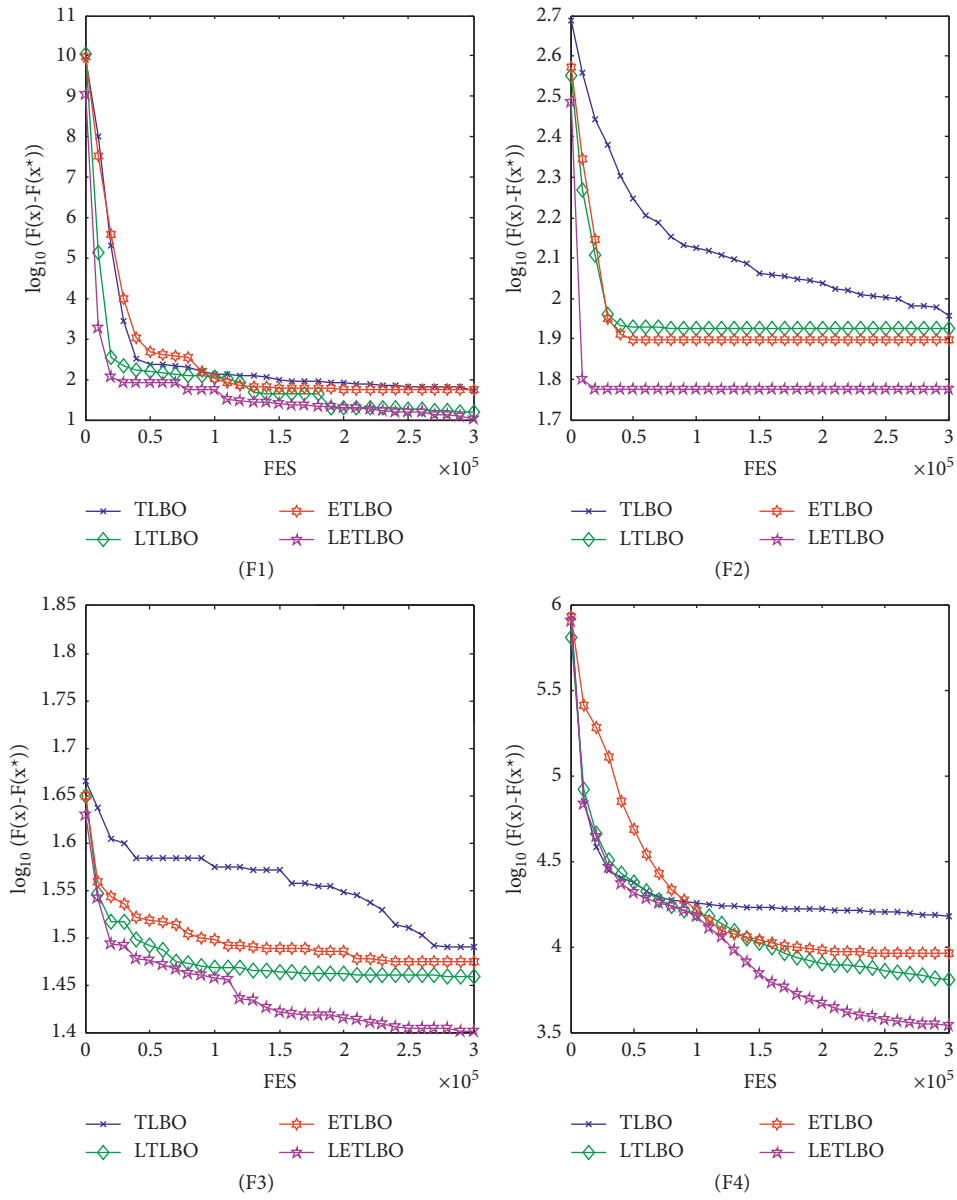 11
10
9
8
7
6
5
4
3
2
1
log10 (F(x)-F(x*))
0 0.5 1 1.5 2 2.5 3
FES ×10^5
TLBO ETLBO
LTLBO LETLBO
(F1)
2.7
2.6
2.5
2.4
2.3
2.2
2.1
2
1.9
1.8
1.7
log10 (F(x)-F(x*))
0 0.5 1 1.5 2 2.5 3
FES ×10^5
TLBO ETLBO
LTLBO LETLBO
(F2)
1.85
1.8
1.75
1.7
1.65
1.6
1.55
1.5
1.45
1.4
log10 (F(x)-F(x*))
0 0.5 1 1.5 2 2.5 3
FES ×10^5
TLBO ETLBO
LTLBO LETLBO
(F3)
6
5.5
5
4.5
4
3.5
log10 (F(x)-F(x*))
0 0.5 1 1.5 2 2.5 3
FES ×10^5
TLBO ETLBO
LTLBO LETLBO
(F4)